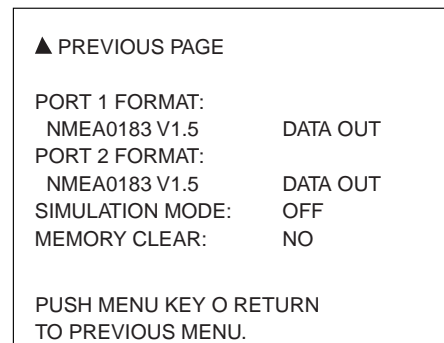 ▲ PREVIOUS PAGE
PORT 1 FORMAT:
NMEA0183 V1.5 DATA OUT
PORT 2 FORMAT:
NMEA0183 V1.5 DATA OUT
SIMULATION MODE: OFF
MEMORY CLEAR: NO
PUSH MENU KEY O RETURN
TO PREVIOUS MENU.